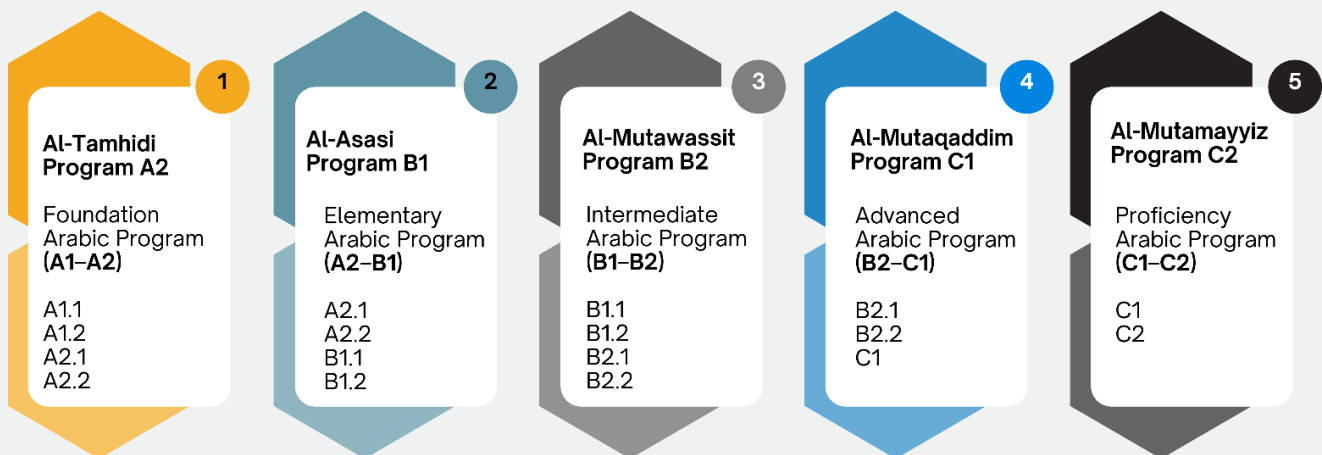 1
Al-Tamhidi
Program A2
Foundation
Arabic Program
(A1–A2)
A1.1
A1.2
A2.1
A2.2
2
Al-Asasi
Program B1
Elementary
Arabic Program
(A2–B1)
A2.1
A2.2
B1.1
B1.2
3
Al-Mutawassit
Program B2
Intermediate
Arabic Program
(B1–B2)
B1.1
B1.2
B2.1
B2.2
4
Al-Mutaqaddim
Program C1
Advanced
Arabic Program
(B2–C1)
B2.1
B2.2
C1
5
Al-Mutamayyiz
Program C2
Proficiency
Arabic Program
(C1–C2)
C1
C2